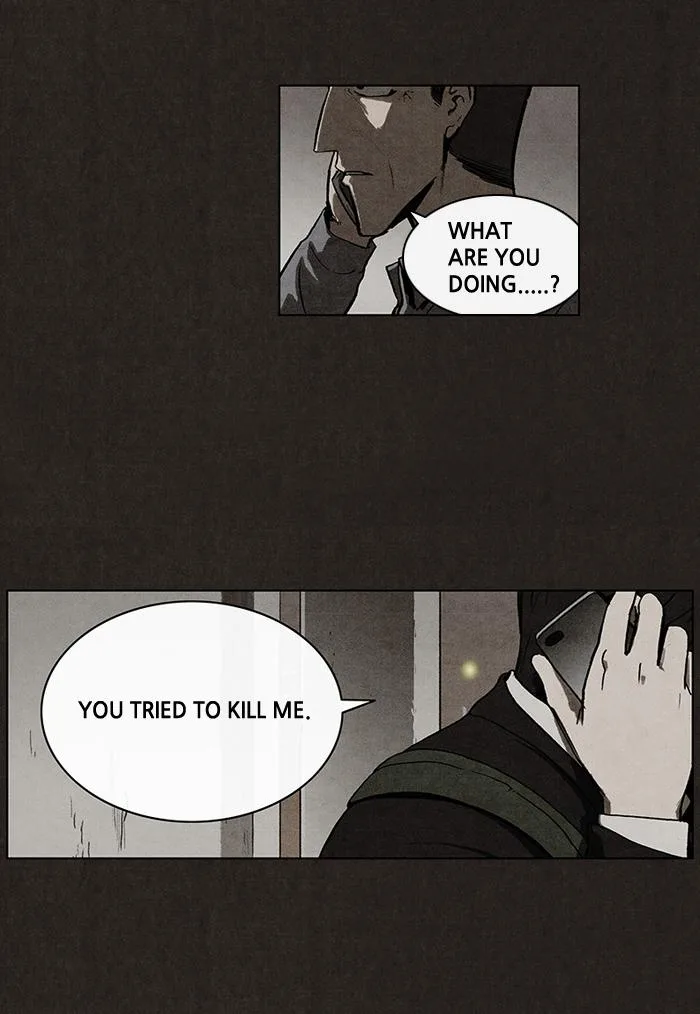 WHAT
ARE YOU
DOING.....?
YOU TRIED TO KILL ME.